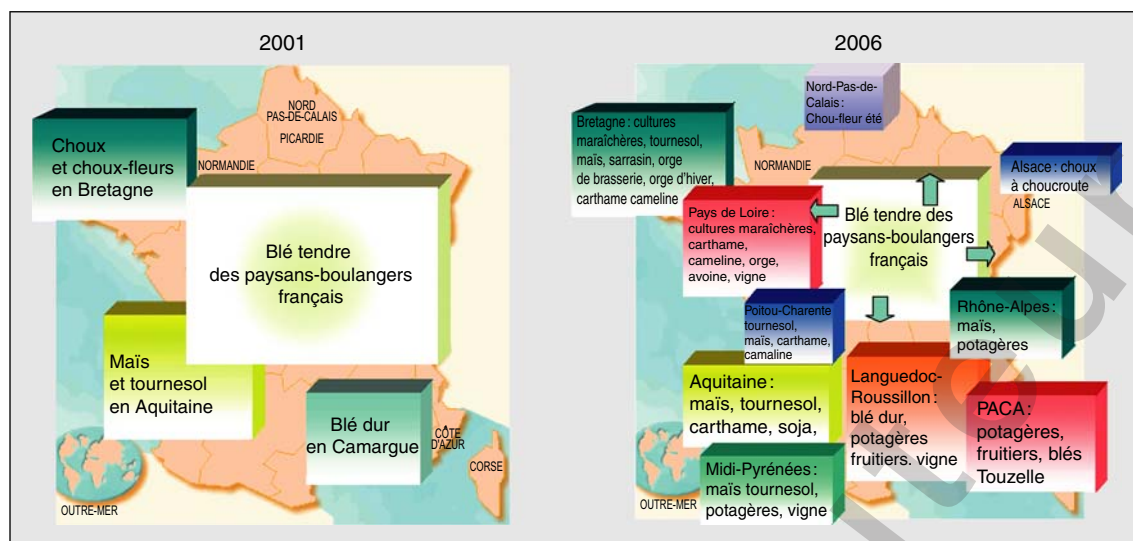 2001
NORD
PAS-DE-CALAIS
PICARDIE
NORMANDIE
Choux
et choux-fleurs
en Bretagne
Blé tendre
des paysans-boulangers
français
Maïs
et tournesol
en Aquitaine
Blé dur
en Camargue
CÔTE
D'AZUR
CORSE
OUTRE-MER
2006
Nord-Pas-de-
Calais :
Chou-fleur été
Bretagne : cultures
maraîchères, tournesol,
maïs, sarrasin, orge
de brasserie, orge d'hiver,
carthame cameline
NORMANDIE
Alsace : choux
à choucroute
ALSACE
Pays de Loire :
cultures maraîchères,
carthame,
cameline, orge,
avoine, vigne
Blé tendre des
paysans-boulangers
français
Poitou-Charente
tournesol,
maïs, carthame,
camaline
Rhône-Alpes :
maïs,
potagères
Aquitaine :
maïs, tournesol,
carthame, soja,
Languedoc-
Roussillon :
blé dur,
potagères
fruitiers. vigne
PACA :
potagères,
fruitiers, blés
Touzelle
Midi-Pyrénées :
maïs tournesol,
potagères, vigne
CORSE
OUTRE-MER